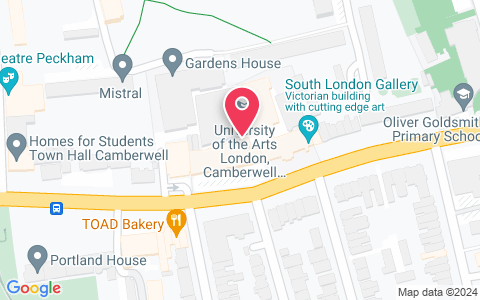 Gardens House
eatre Peckham
Mistral
South London Gallery
Victorian building
with cutting edge art
Oliver Goldsmith
Primary Schoo
University
of the Arts
London,
Camberwell...
Homes for Students
Town Hall Camberwell
TOAD Bakery
Portland House
Google
Map data ©2024